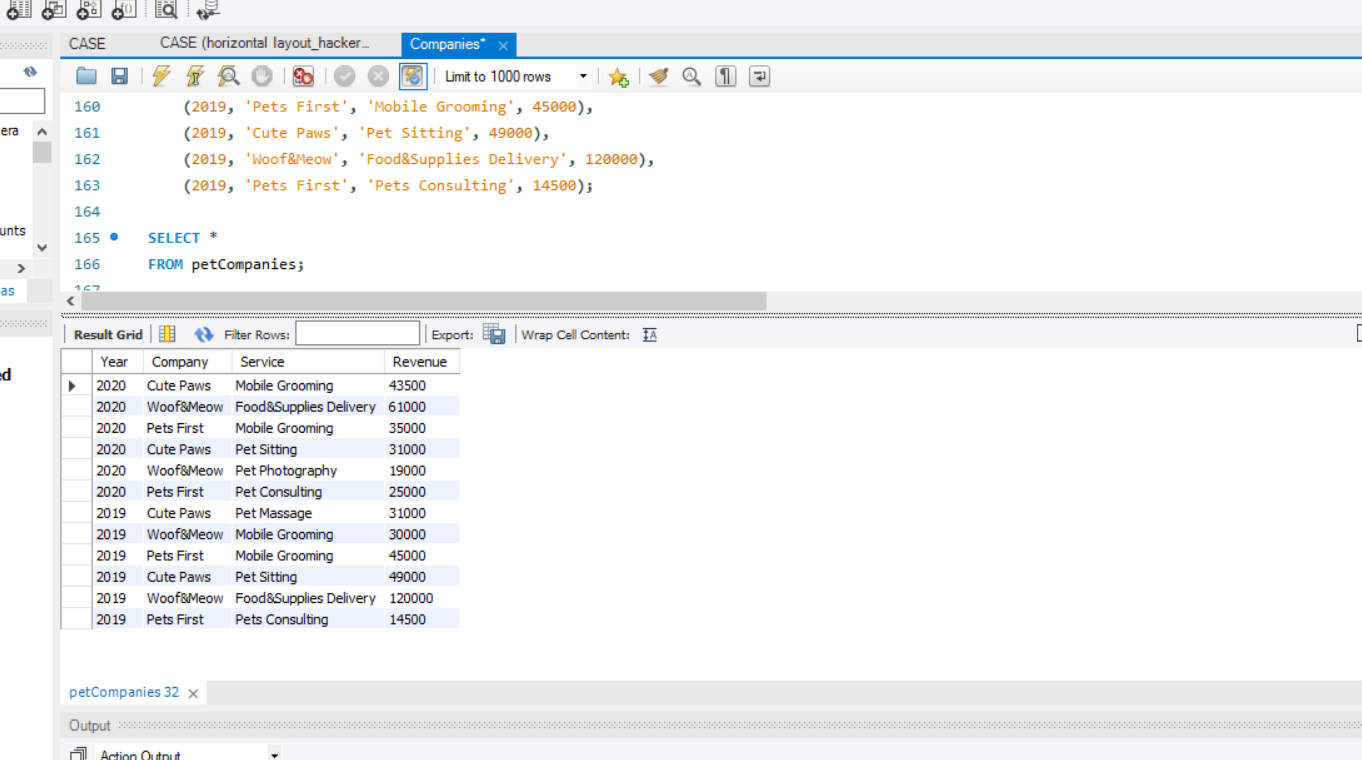 CASE CASE (horizontal layout_hacker... Companies*
Limit to 1000 rows
era
unts
as
ed
160 (2019, 'Pets First', 'Mobile Grooming', 45000),
161 (2019, 'Cute Paws', 'Pet Sitting', 49000),
162 (2019, 'Woof&Meow', 'Food&Supplies Delivery', 120000),
163 (2019, 'Pets First', 'Pets Consulting', 14500);
164
165 SELECT *
166 FROM petCompanies;
167
Result Grid Filter Rows: Export: Wrap Cell Content:
Year Company Service Revenue
2020 Cute Paws Mobile Grooming 43500
2020 Woof&Meow Food&Supplies Delivery 61000
2020 Pets First Mobile Grooming 35000
2020 Cute Paws Pet Sitting 31000
2020 Woof&Meow Pet Photography 19000
2020 Pets First Pet Consulting 25000
2019 Cute Paws Pet Massage 31000
2019 Woof&Meow Mobile Grooming 30000
2019 Pets First Mobile Grooming 45000
2019 Cute Paws Pet Sitting 49000
2019 Woof&Meow Food&Supplies Delivery 120000
2019 Pets First Pets Consulting 14500
petCompanies 32
Output
Action Output